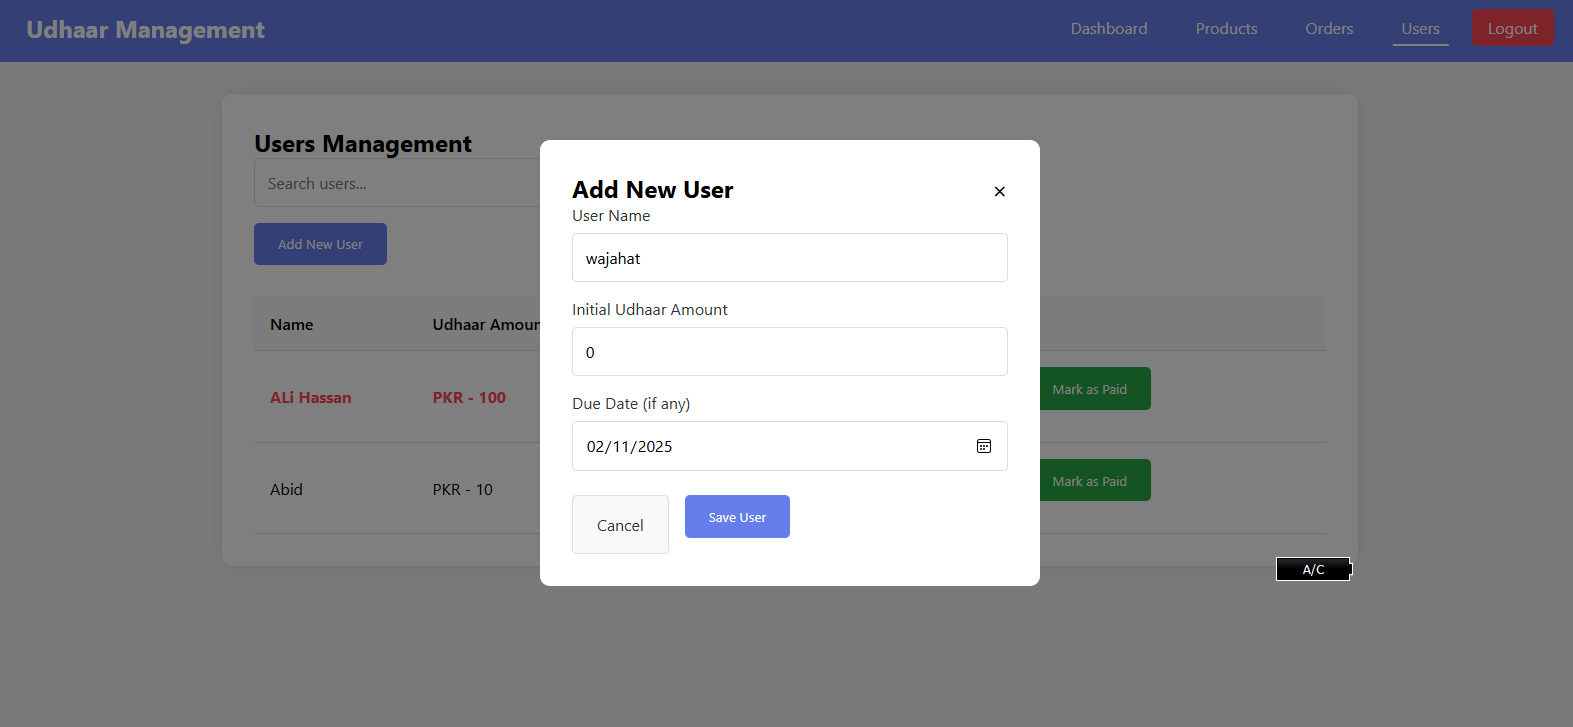 Udhaar Management
Dashboard Products Orders Users Logout
Users Management
Search users...
Add New User
Name Udhaar Amoun
ALi Hassan PKR - 100 Mark as Paid
Abid PKR - 10 Mark as Paid
Add New User ×
User Name
wajahat
Initial Udhaar Amount
0
Due Date (if any)
02/11/2025
Cancel Save User
A/C